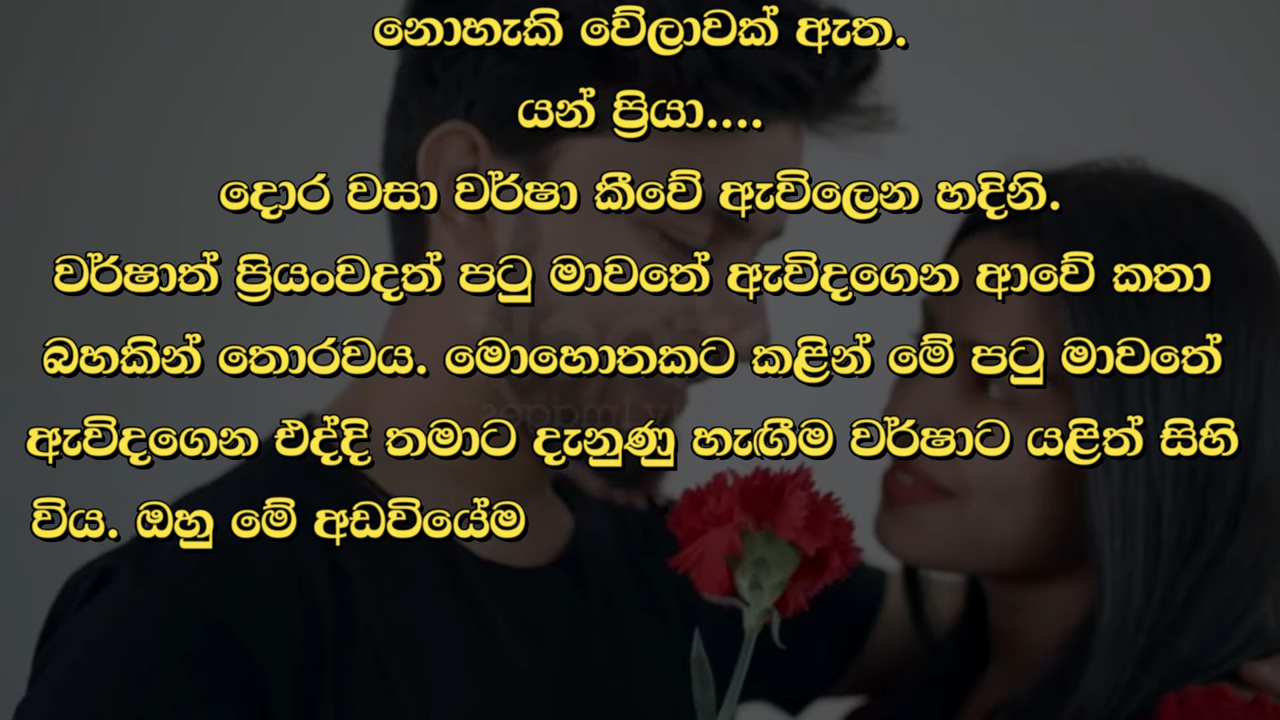 නොහැකි වේලාවක් ඇත.
යන් ප්‍රියා....
දොර වසා වර්ෂා කීවේ ඇවිලෙන හදිනි.
වර්ෂාත් ප්‍රියංවදත් පටු මාවතේ ඇවිදගෙන ආවේ කතා
බහකින් තොරවය. මොහොතකට කළින් මේ පටු මාවතේ
ඇවිදගෙන එද්දි තමාට දැනුණු හැඟීම වර්ෂාට යළිත් සිහි
විය. ඔහු මේ අඩවියේම